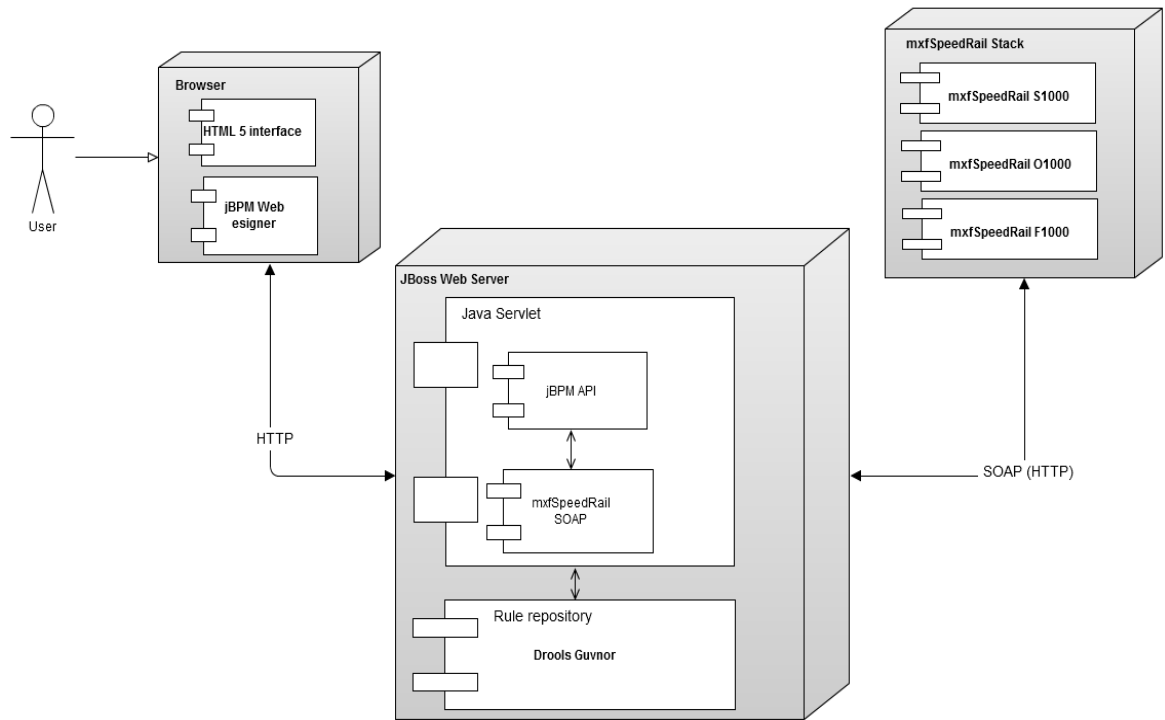 mxfSpeedRail Stack
mxfSpeedRail S1000
mxfSpeedRail O1000
mxfSpeedRail F1000
Browser
HTML 5 interface
jBPM Web
esigner
User
JBoss Web Server
Java Servlet
jBPM API
HTTP
SOAP (HTTP)
mxfSpeedRail
SOAP
Rule repository
Drools Guvnor